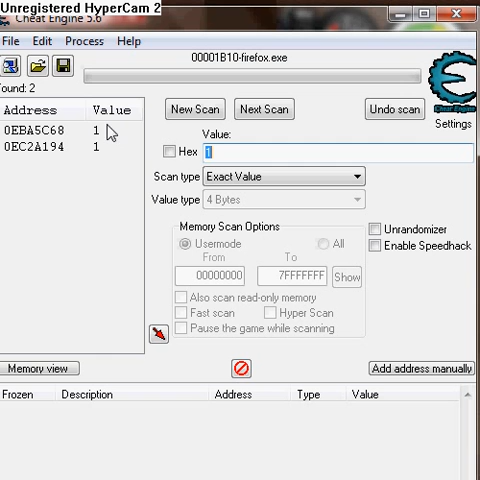 Unregistered HyperCam 2
Cheat Engine 5.6
File Edit Process Help
00001B10-firefox.exe
ound: 2
Address Value
0EBA5C68 1
0EC2A194 1
New Scan Next Scan Undo scan
Cheat Engine
Settings
Value:
Hex 1
Scan type Exact Value
Value type 4 Bytes
Memory Scan Options
Usermode All
From To
00000000 7FFFFFFF Show
Also scan read-only memory
Fast scan Hyper Scan
Pause the game while scanning
Unrandomizer
Enable Speedhack
Memory view Add address manually
Frozen Description Address Type Value